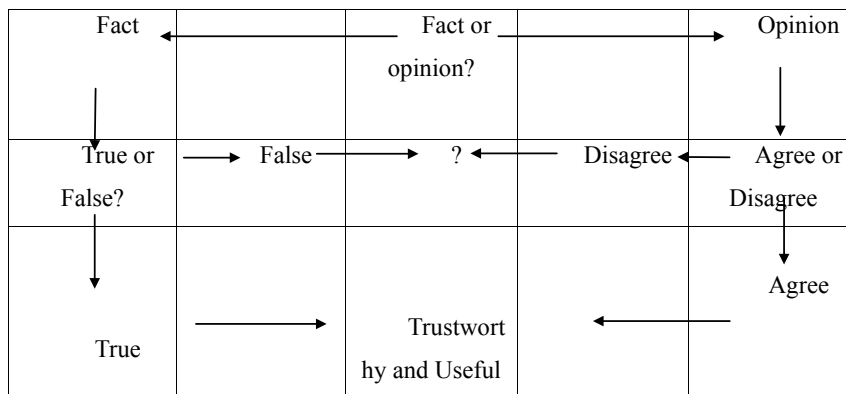 Fact
Fact or
opinion?
Opinion
True or
False?
False
?
Disagree
Agree or
Disagree
True
Trustwort
hy and Useful
Agree